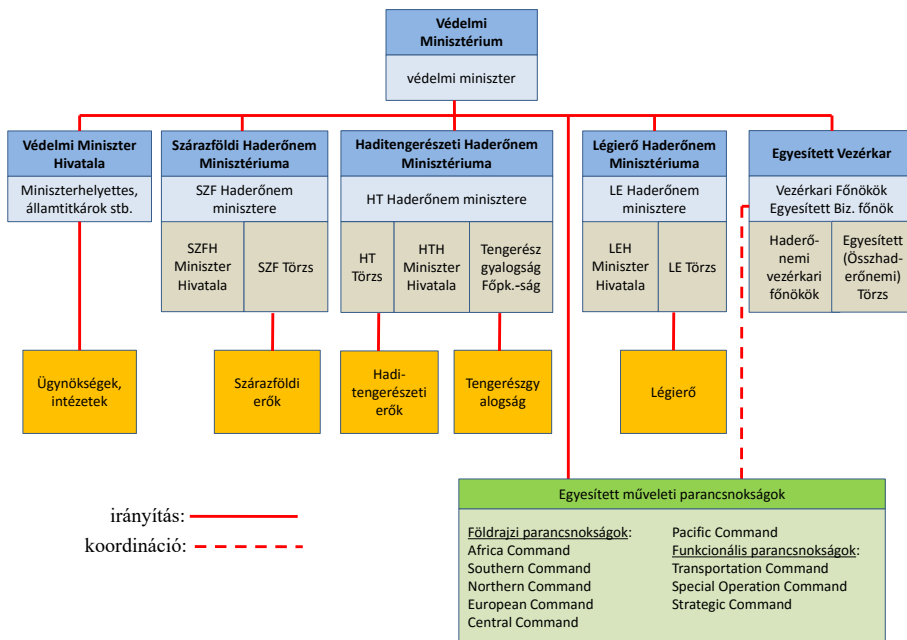 Védelmi
Minisztérium
védelmi miniszter
Védelmi Miniszter
Hivatala
Miniszterhelyettes,
államtitkárok stb.
Szárazföldi Haderőnem
Minisztériuma
SZF Haderőnem
minisztere
SZFH
Miniszter
Hivatala
SZF Törzs
Haditengerészeti Haderőnem
Minisztériuma
HT Haderőnem minisztere
HT
Törzs
HTH
Miniszter
Hivatala
Tengerész
gyalogság
Főpk.-ság
Légierő Haderőnem
Minisztériuma
LE Haderőnem
minisztere
LEH
Miniszter
Hivatala
LE Törzs
Egyesített Vezérkar
Vezérkari Főnökök
Egyesített Biz. főnök
Haderő-
nemi
vezérkari
főnökök
Egyesített
(Összhad-
erőnemi)
Törzs
Ügynökségek,
intézetek
Szárazföldi
erők
Hadi-
tengerészeti
erők
Tengerészgy
alogság
Légierő
Egyesített műveleti parancsnokságok
Földrajzi parancsnokságok:
Africa Command
Southern Command
Northern Command
European Command
Central Command
Pacific Command
Funkcionális parancsnokságok:
Transportation Command
Special Operation Command
Strategic Command
irányítás:
koordináció: